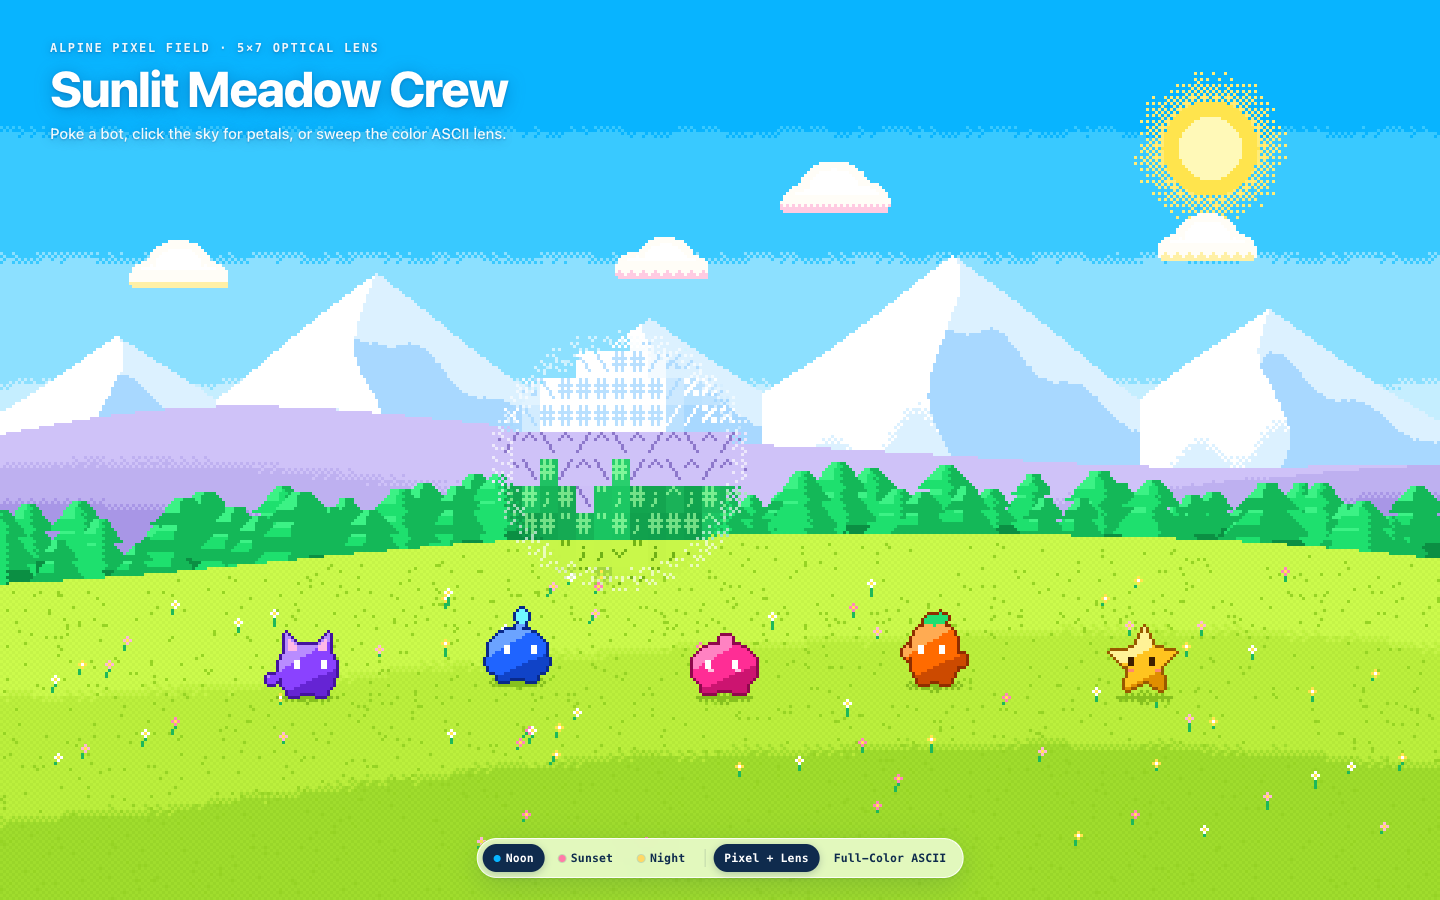 ALPINE PIXEL FIELD · 5×7 OPTICAL LENS
Sunlit Meadow Crew
Poke a bot, click the sky for petals, or sweep the color ASCII lens.
Noon Sunset Night Pixel + Lens Full-Color ASCII